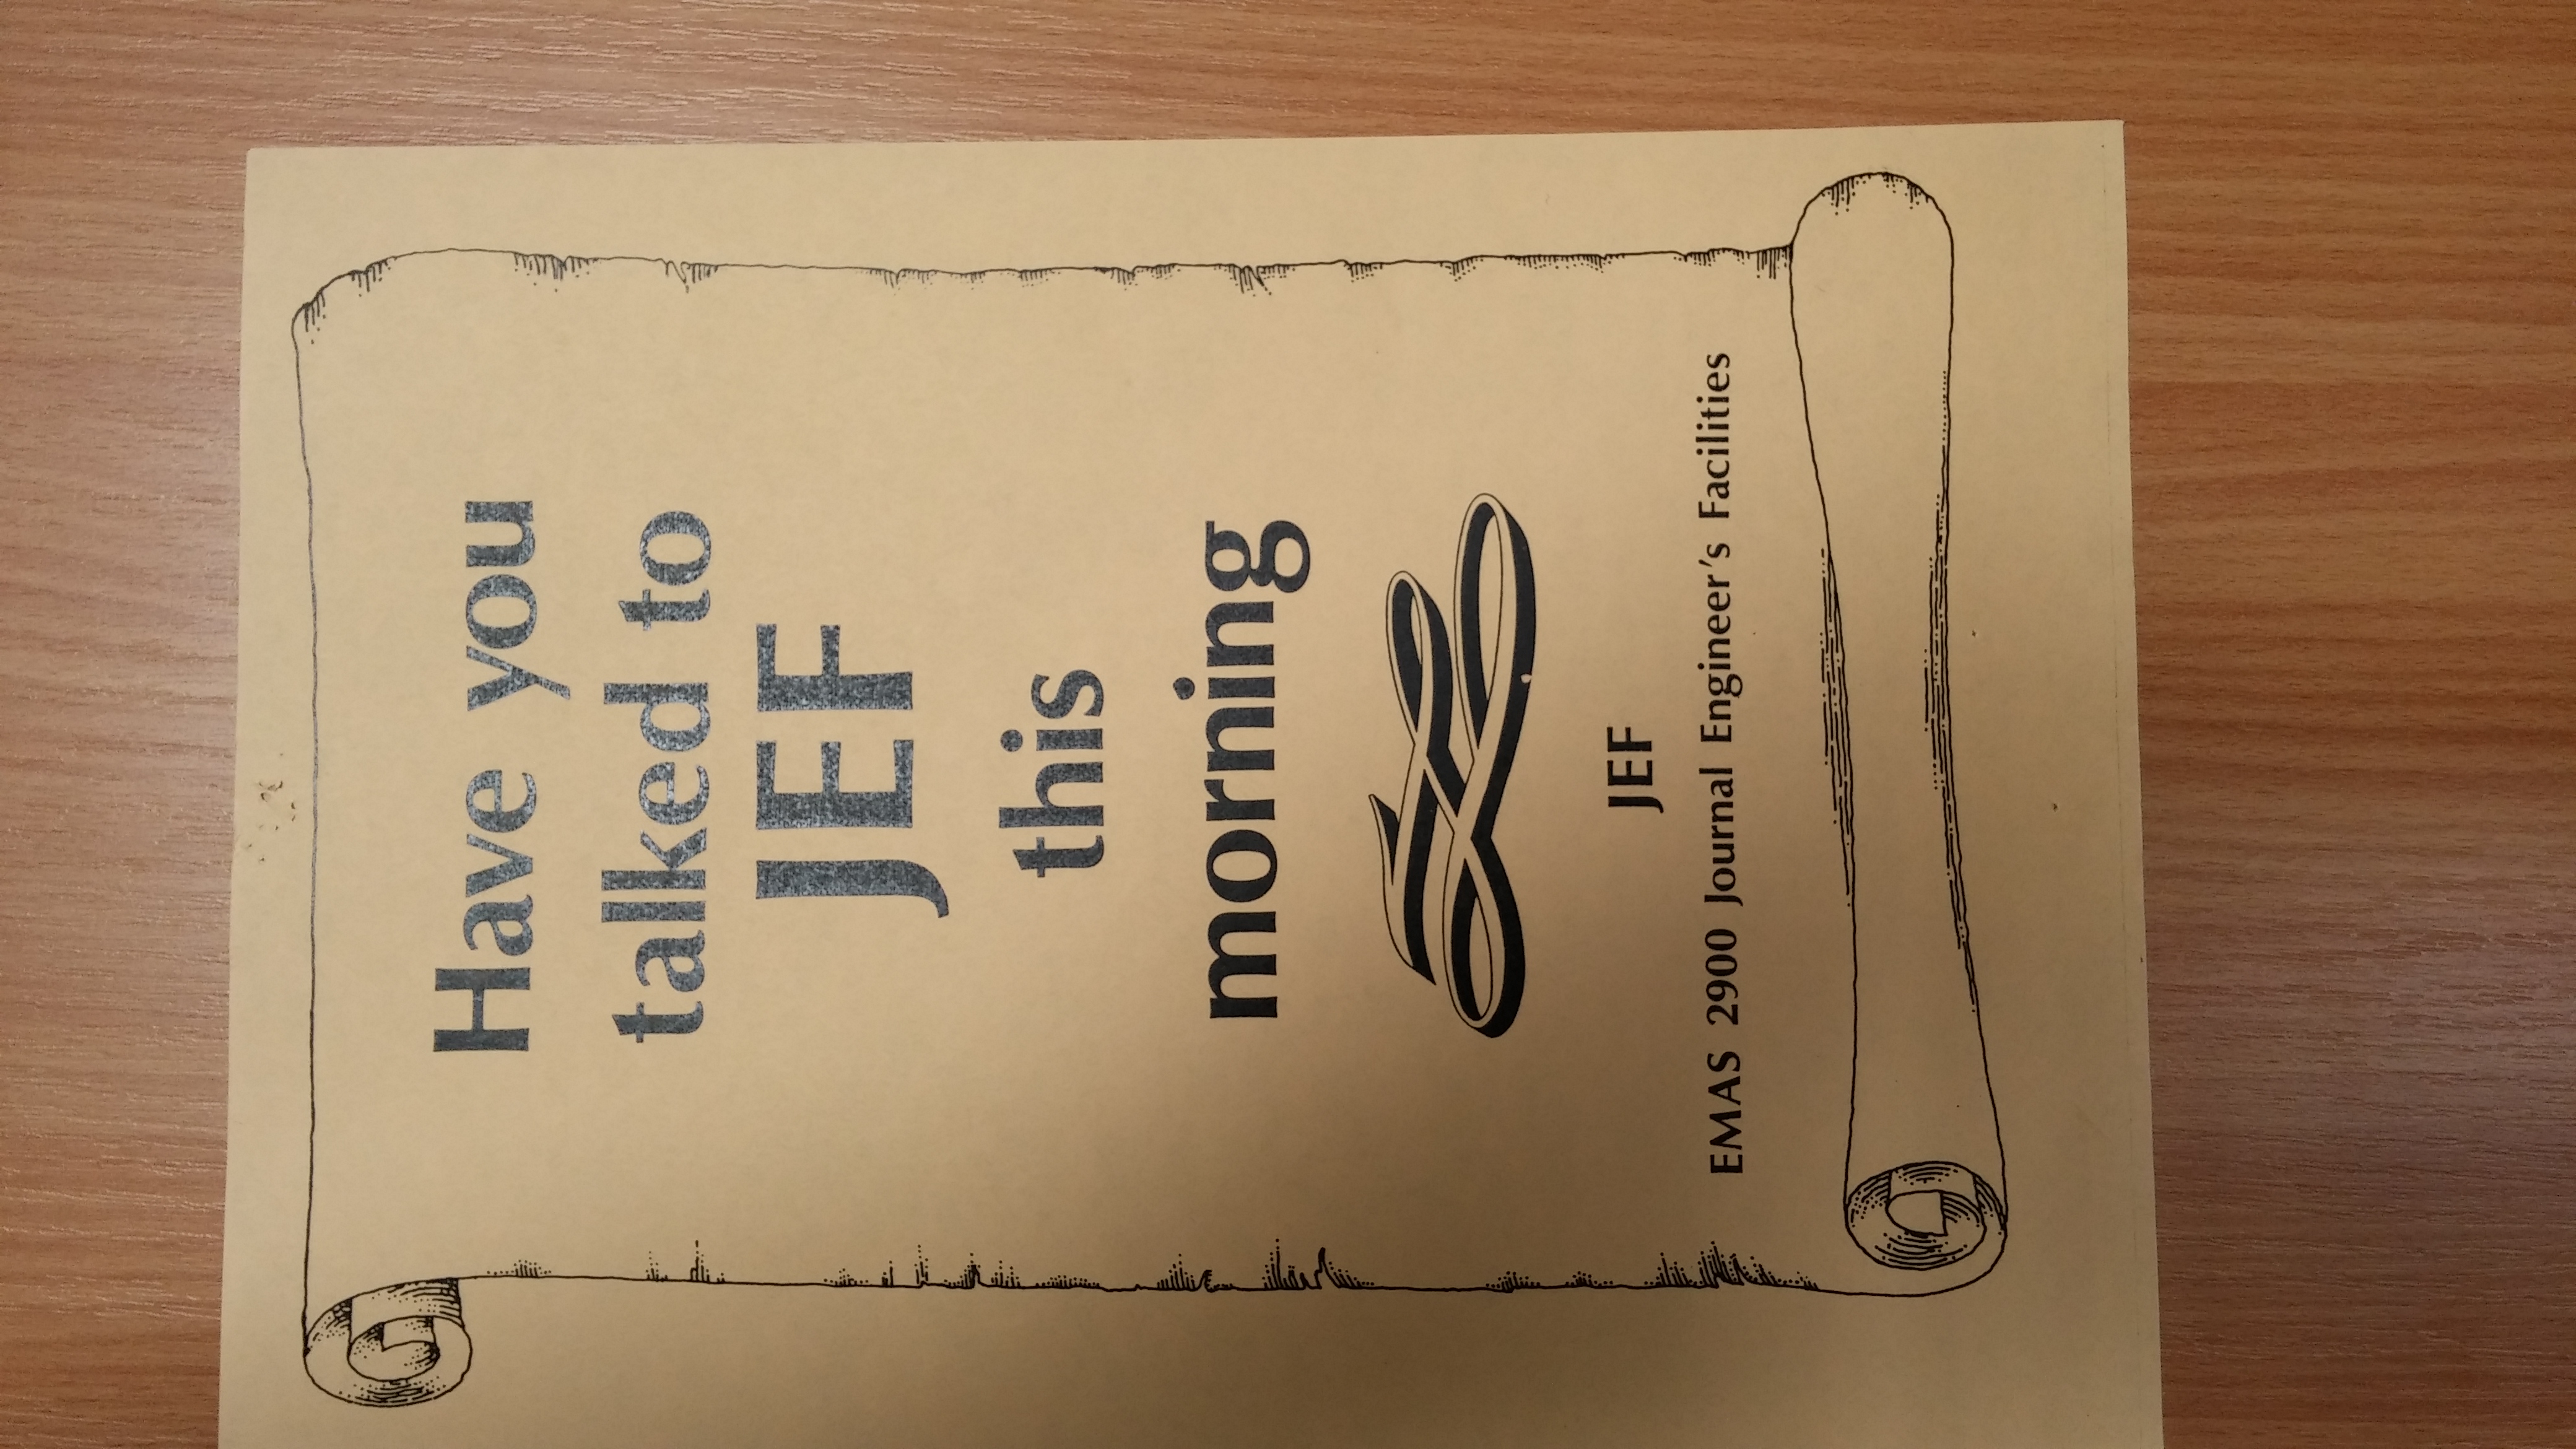 Have you
talked to
JEF
this
morning
JEF
EMAS 2900 Journal Engineer's Facilities